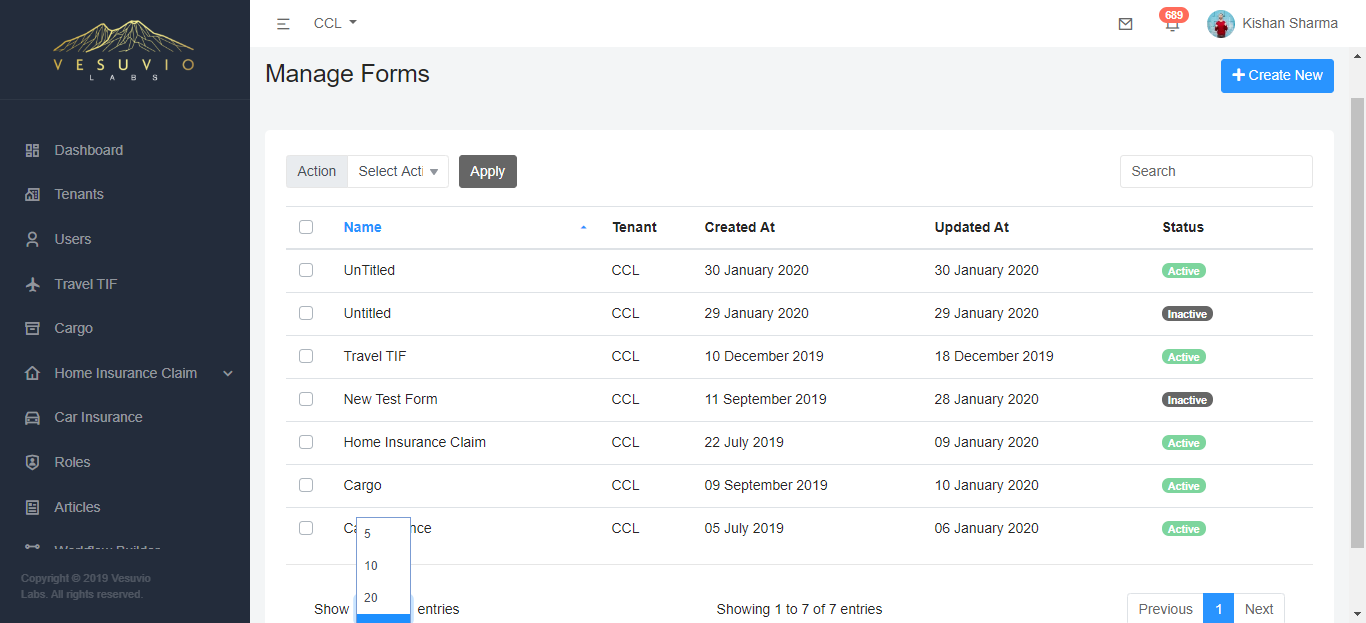 VESUVIO
LABS
CCL
689
Kishan Sharma
Manage Forms
Create New
Dashboard
Tenants
Users
Travel TIF
Cargo
Home Insurance Claim
Car Insurance
Roles
Articles
Workflow Builder
Copyright © 2019 Vesuvio
Labs. All rights reserved.
Action Select Acti Apply Search
Name Tenant Created At Updated At Status
UnTitled CCL 30 January 2020 30 January 2020 Active
Untitled CCL 29 January 2020 29 January 2020 Inactive
Travel TIF CCL 10 December 2019 18 December 2019 Active
New Test Form CCL 11 September 2019 28 January 2020 Inactive
Home Insurance Claim CCL 22 July 2019 09 January 2020 Active
Cargo CCL 09 September 2019 10 January 2020 Active
CCL 05 July 2019 06 January 2020 Active
5
10
20
Show entries Showing 1 to 7 of 7 entries Previous 1 Next